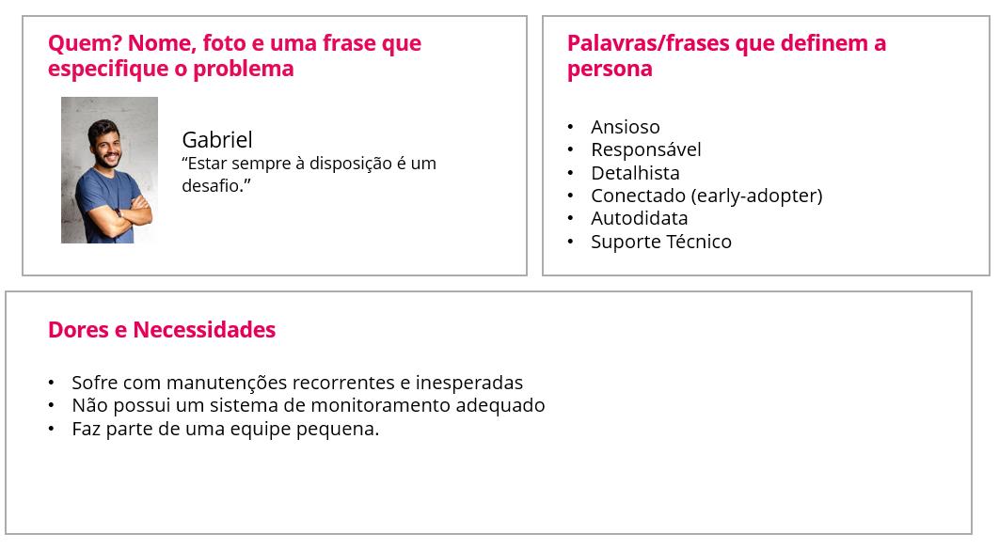 Quem? Nome, foto e uma frase que
especifique o problema
Gabriel
“Estar sempre à disposição é um
desafio.”
Palavras/frases que definem a
persona
• Ansioso
• Responsável
• Detalhista
• Conectado (early-adopter)
• Autodidata
• Suporte Técnico
Dores e Necessidades
• Sofre com manutenções recorrentes e inesperadas
• Não possui um sistema de monitoramento adequado
• Faz parte de uma equipe pequena.